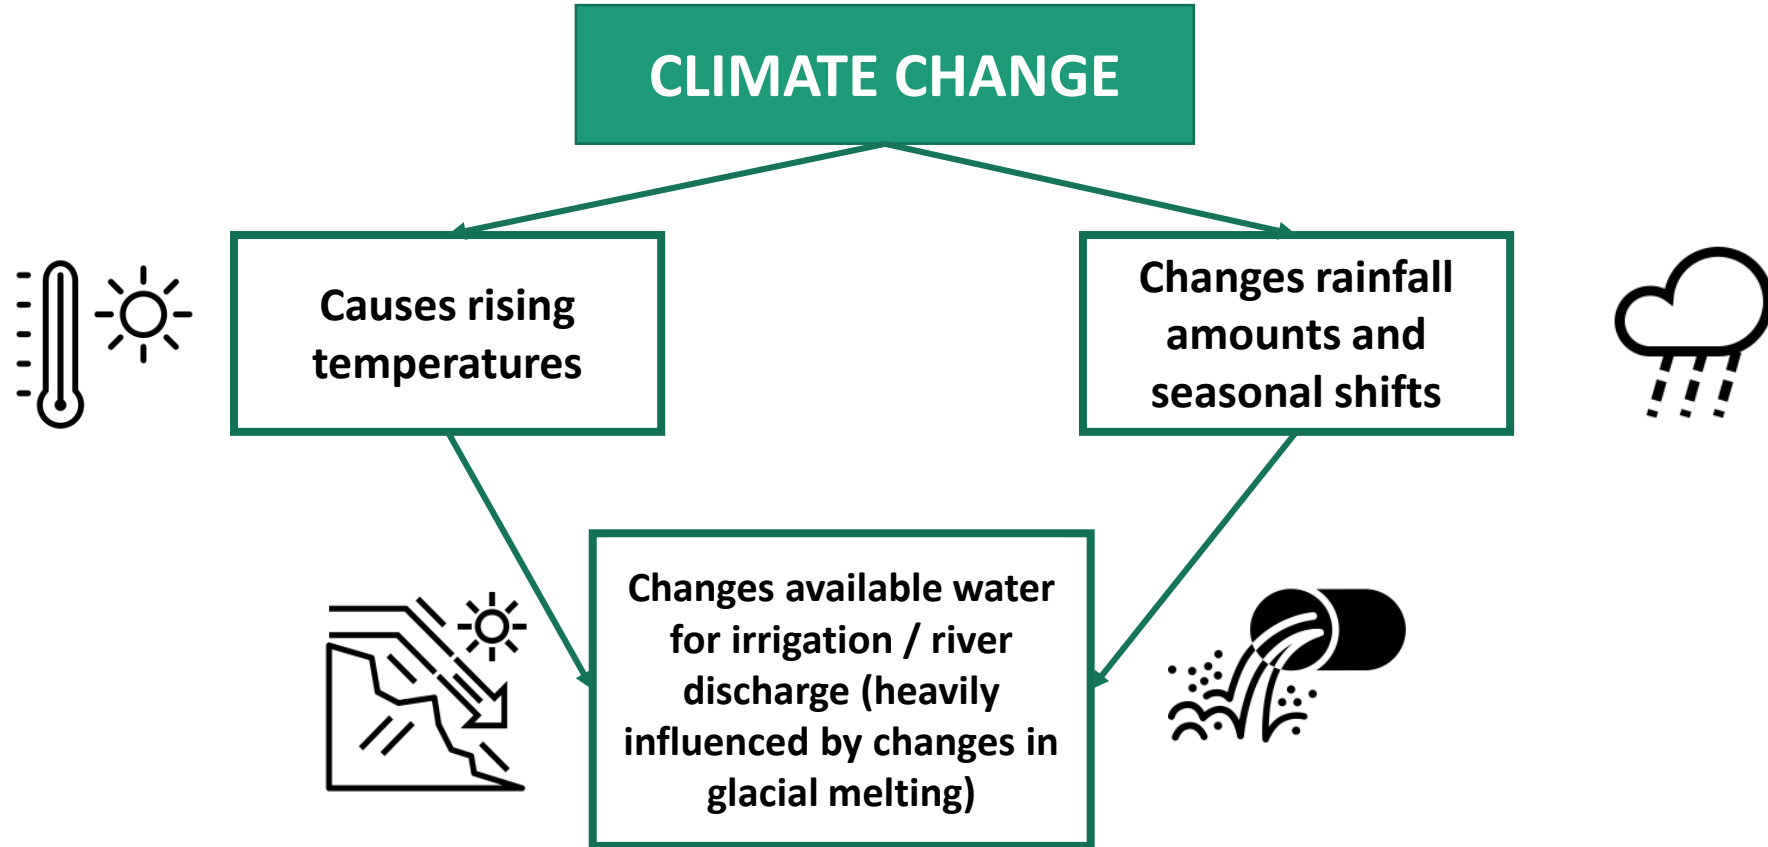 CLIMATE CHANGE
Causes rising
temperatures
Changes rainfall
amounts and
seasonal shifts
Changes available water
for irrigation / river
discharge (heavily
influenced by changes in
glacial melting)